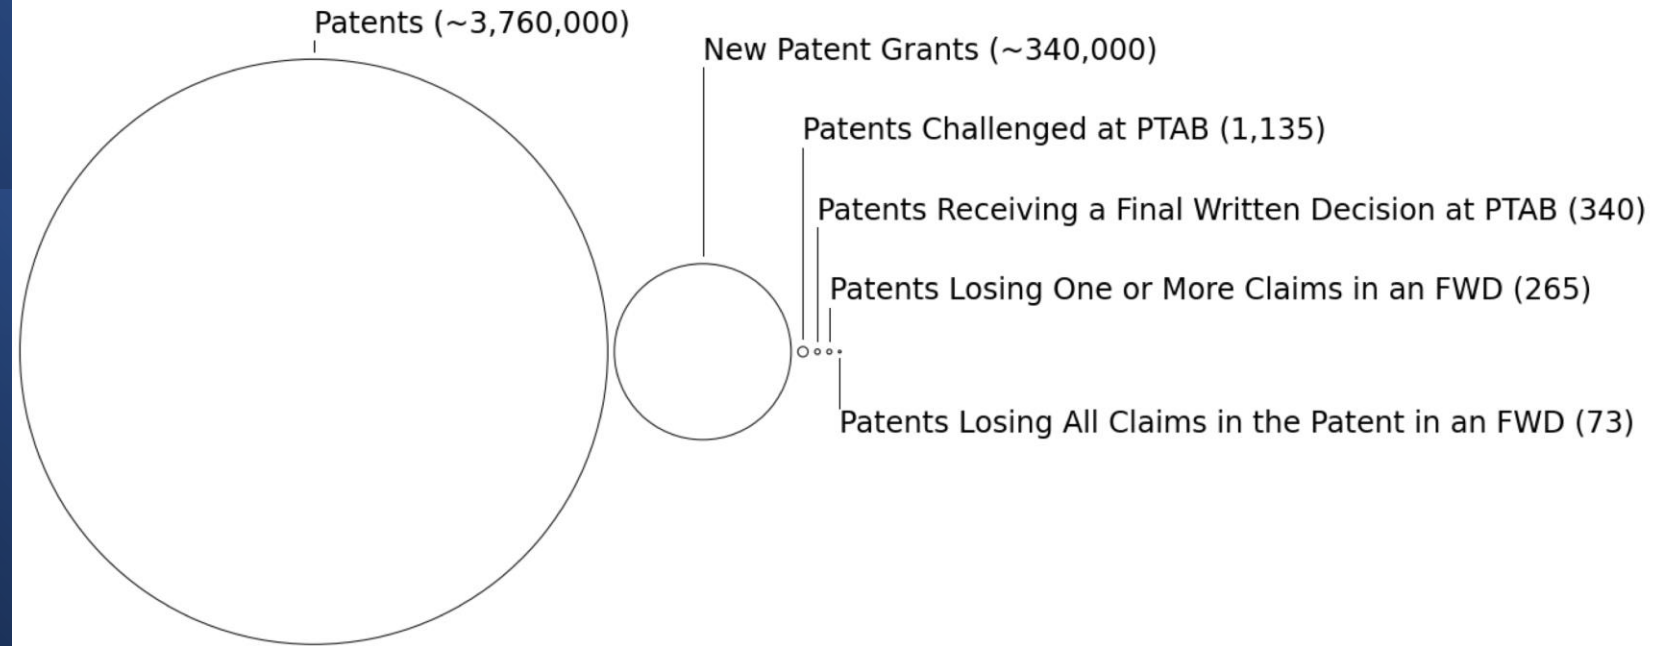 Patents (~3,760,000)
New Patent Grants (~340,000)
Patents Challenged at PTAB (1,135)
Patents Receiving a Final Written Decision at PTAB (340)
Patents Losing One or More Claims in an FWD (265)
Patents Losing All Claims in the Patent in an FWD (73)